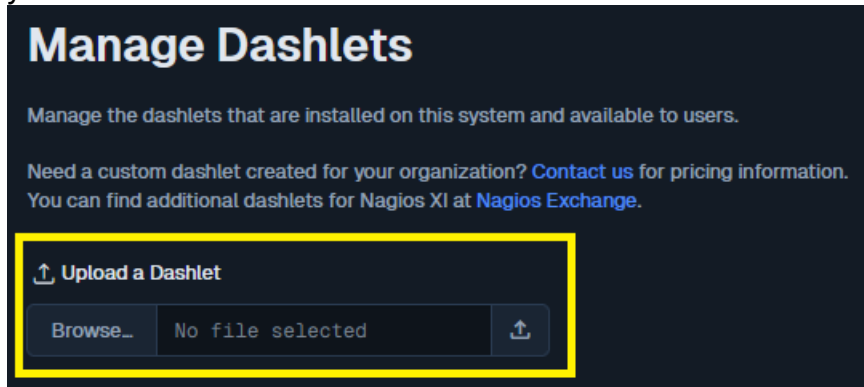 Manage Dashlets
Manage the dashlets that are installed on this system and available to users.
Need a custom dashlet created for your organization? Contact us for pricing information.
You can find additional dashlets for Nagios XI at Nagios Exchange.
Upload a Dashlet
Browse… No file selected